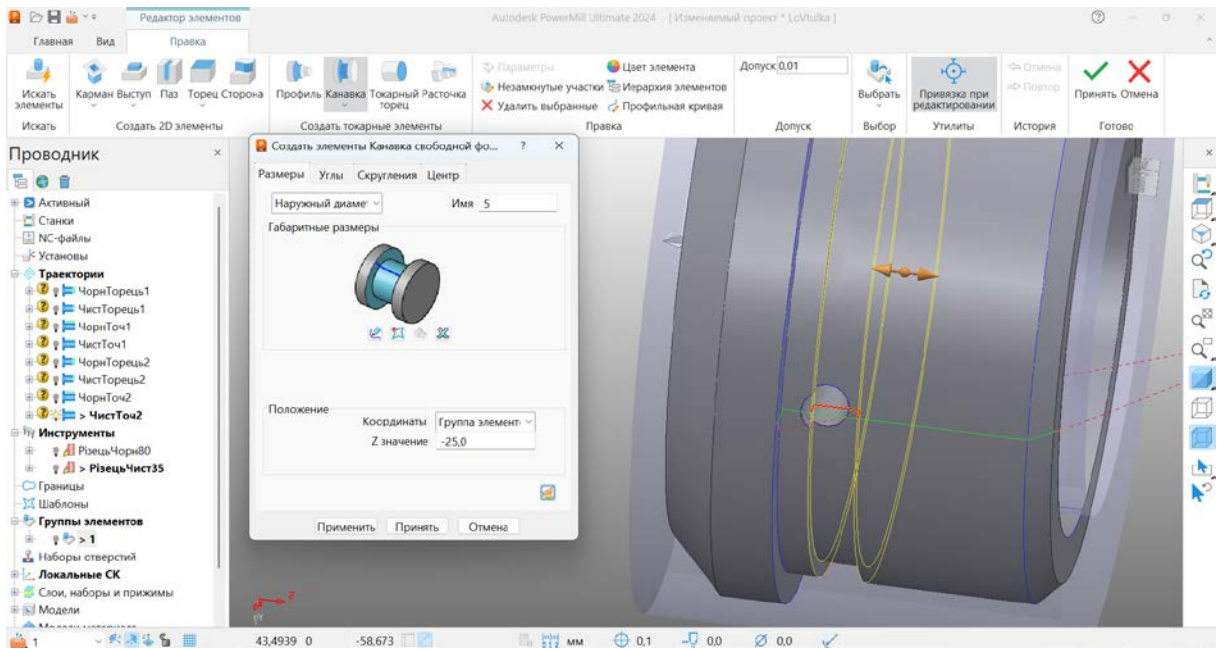 Редактор элементов
Autodesk PowerMill Ultimate 2024 [Изменяемый проект * LcVtulka ]
Главная Вид Правка
Искать элементы
Карман Выступ Паз Торец Сторона
Профиль Канавка Токарный торец Расточка
Параметры
Незамкнутые участки
Удалить выбранные
Цвет элемента
Иерархия элементов
Профильная кривая
Допуск 0,01
Выбрать
Привязка при редактировании
Отмена
Повтор
Принять Отмена
Искать Создать 2D элементы Создать токарные элементы Правка Допуск Выбор Утилиты История Готово
Проводник
Активный
Станки
NC-файлы
Установы
Траектории
ЧорнТорець1
ЧистТорець1
ЧорнТоч1
ЧистТоч1
ЧорнТорець2
ЧистТорець2
ЧорнТоч2
> ЧистТоч2
Инструменты
РізецьЧорн80
> РізецьЧист35
Границы
Шаблоны
Группы элементов
> 1
Наборы отверстий
Локальные СК
Слои, наборы и прижимы
Модели
Создать элементы Канавка свободной фо... ?
Размеры Углы Скругления Центр
Наружный диаме Имя 5
Габаритные размеры
Положение
Координаты Группа элемент
Z значение -25,0
Применить Принять Отмена
Z
1 43,4939 0 -58,673 мм 0,1 0,0 0,0